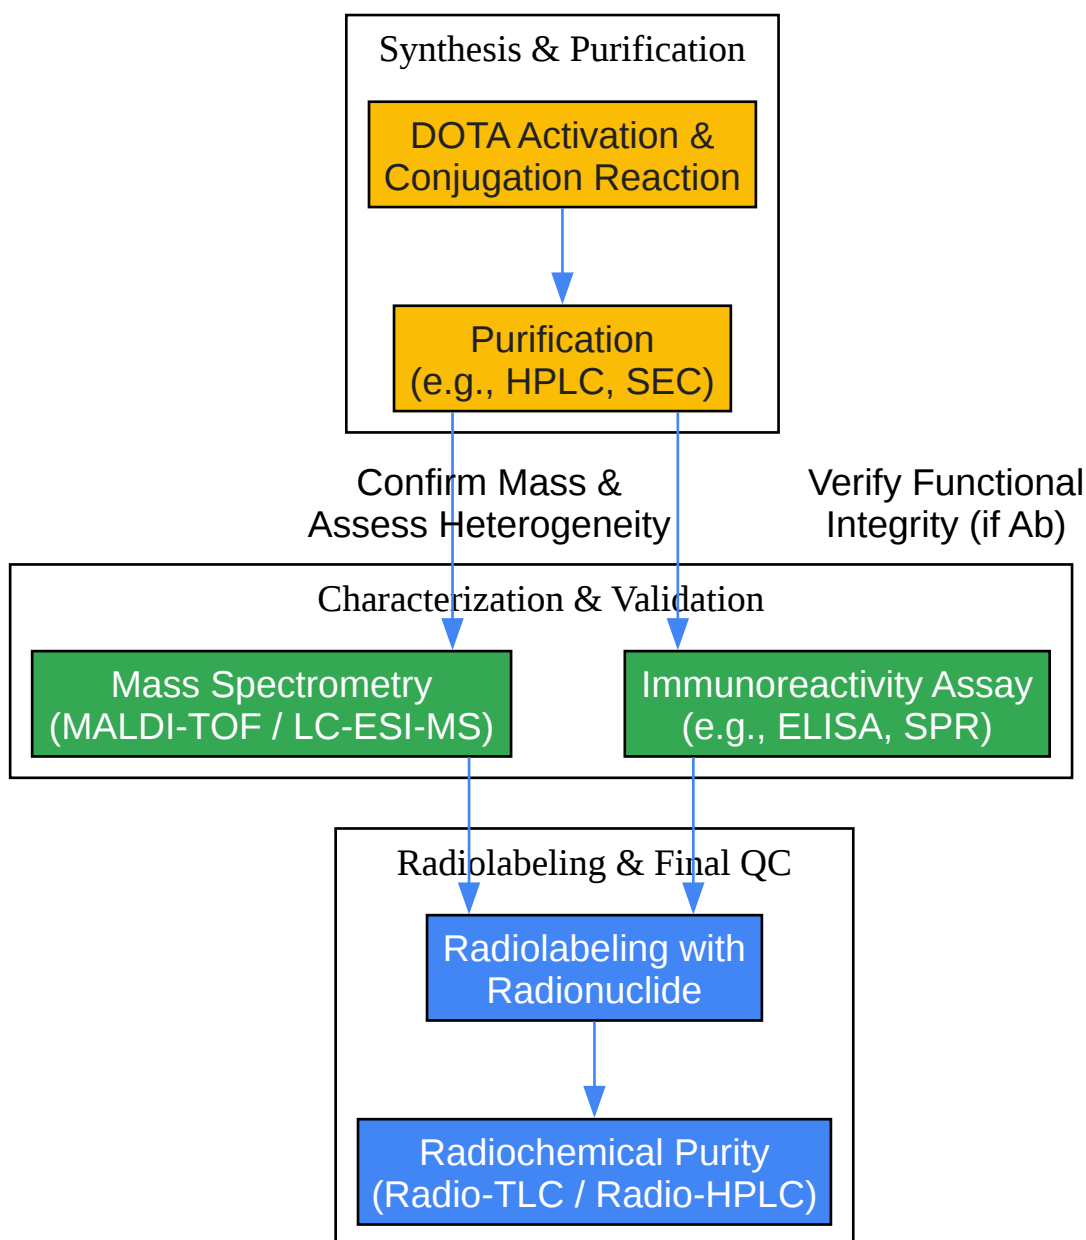 Synthesis & Purification
DOTA Activation &
Conjugation Reaction
Purification
(e.g., HPLC, SEC)
Confirm Mass &
Assess Heterogeneity
Verify Functional
Integrity (if Ab)
Characterization & Validation
Mass Spectrometry
(MALDI-TOF / LC-ESI-MS)
Immunoreactivity Assay
(e.g., ELISA, SPR)
Radiolabeling & Final QC
Radiolabeling with
Radionuclide
Radiochemical Purity
(Radio-TLC / Radio-HPLC)